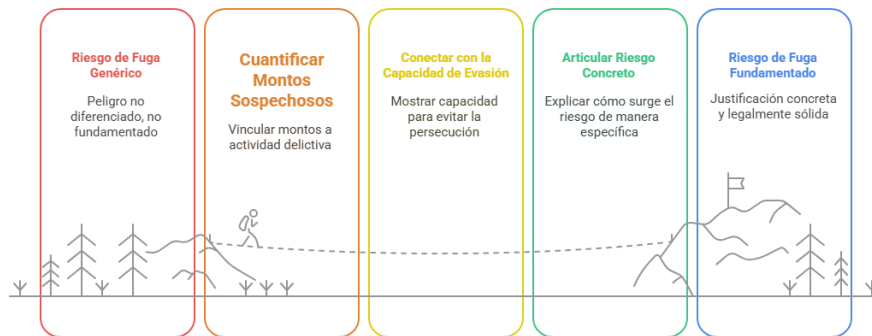 Riesgo de Fuga
Genérico
Peligro no
diferenciado, no
fundamentado
Cuantificar
Montos
Sospechosos
Vincular montos a
actividad delictiva
Conectar con la
Capacidad de Evasión
Mostrar capacidad
para evitar la
persecución
Articular Riesgo
Concreto
Explicar cómo surge el
riesgo de manera
específica
Riesgo de Fuga
Fundamentado
Justificación concreta
y legalmente sólida